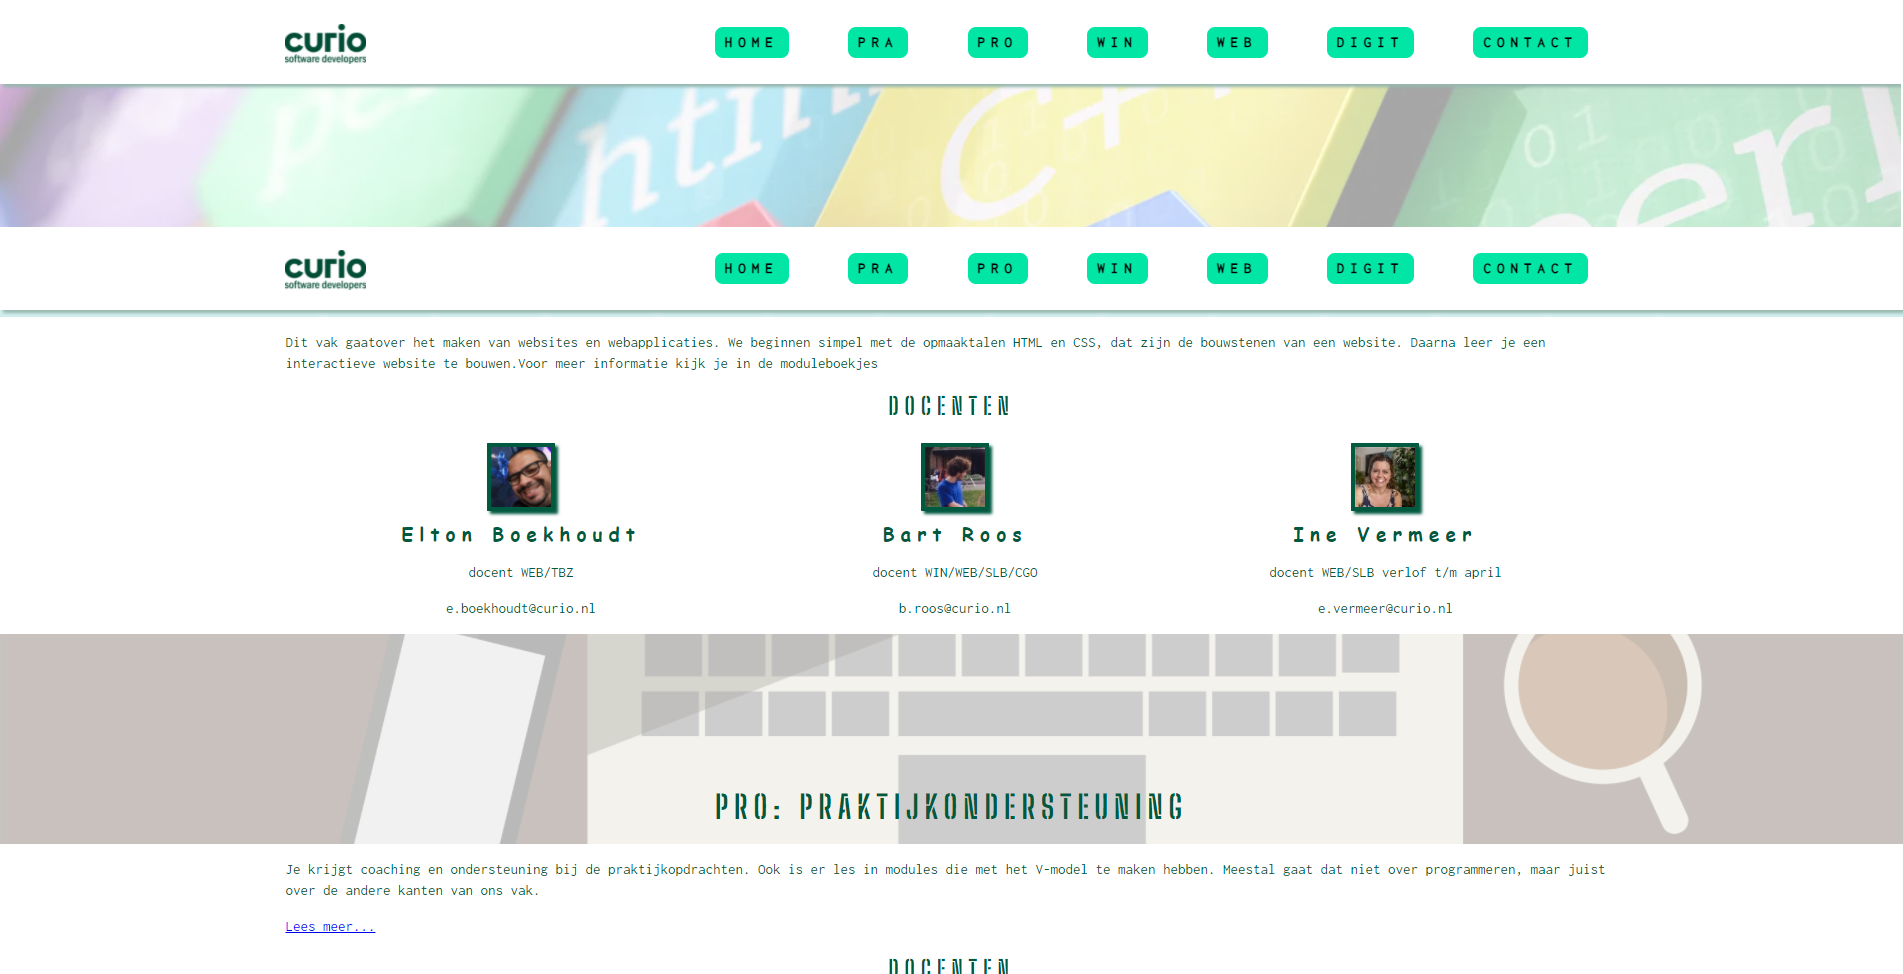 curio
software developers
HOME PRA PRO WIN WEB DIGIT CONTACT
html C++
01 01
curio
software developers
HOME PRA PRO WIN WEB DIGIT CONTACT
Dit vak gaatover het maken van websites en webapplicaties. We beginnen simpel met de opmaaktalen HTML en CSS, dat zijn de bouwstenen van een website. Daarna leer je een
interactieve website te bouwen.Voor meer informatie kijk je in de moduleboekjes
DOCENTEN
Elton Boekhoudt
docent WEB/TBZ
e.boekhoudt@curio.nl
Bart Roos
docent WIN/WEB/SLB/CGO
b.roos@curio.nl
Ine Vermeer
docent WEB/SLB verlof t/m april
e.vermeer@curio.nl
PRO: PRAKTIJKONDERSTEUNING
Je krijgt coaching en ondersteuning bij de praktijkopdrachten. Ook is er les in modules die met het V-model te maken hebben. Meestal gaat dat niet over programmeren, maar juist
over de andere kanten van ons vak.
Lees meer...
DOCENTEN